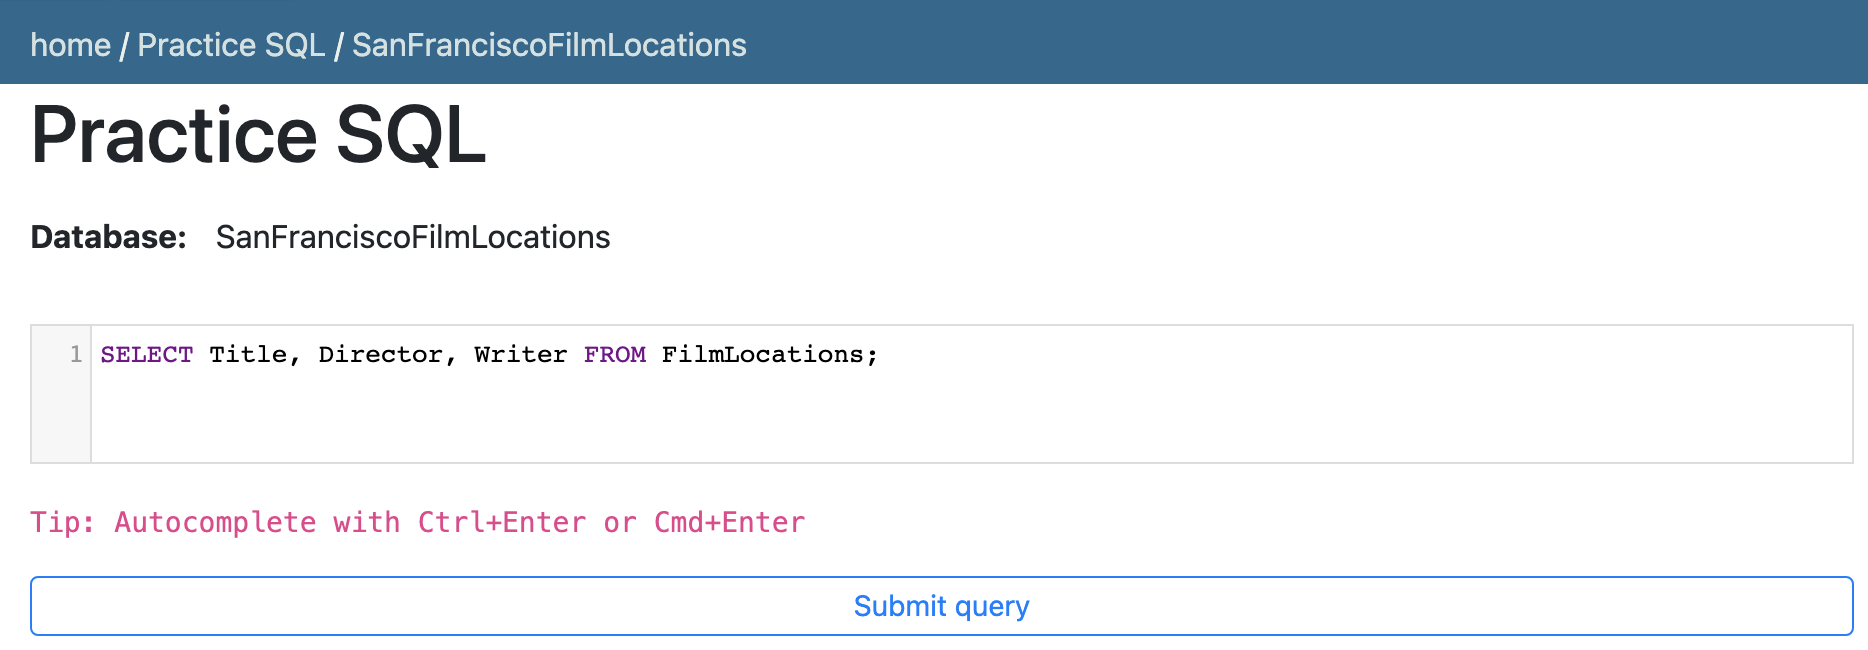 home / Practice SQL / SanFranciscoFilmLocations
Practice SQL
Database: SanFranciscoFilmLocations
1 SELECT Title, Director, Writer FROM FilmLocations;
Tip: Autocomplete with Ctrl+Enter or Cmd+Enter
Submit query